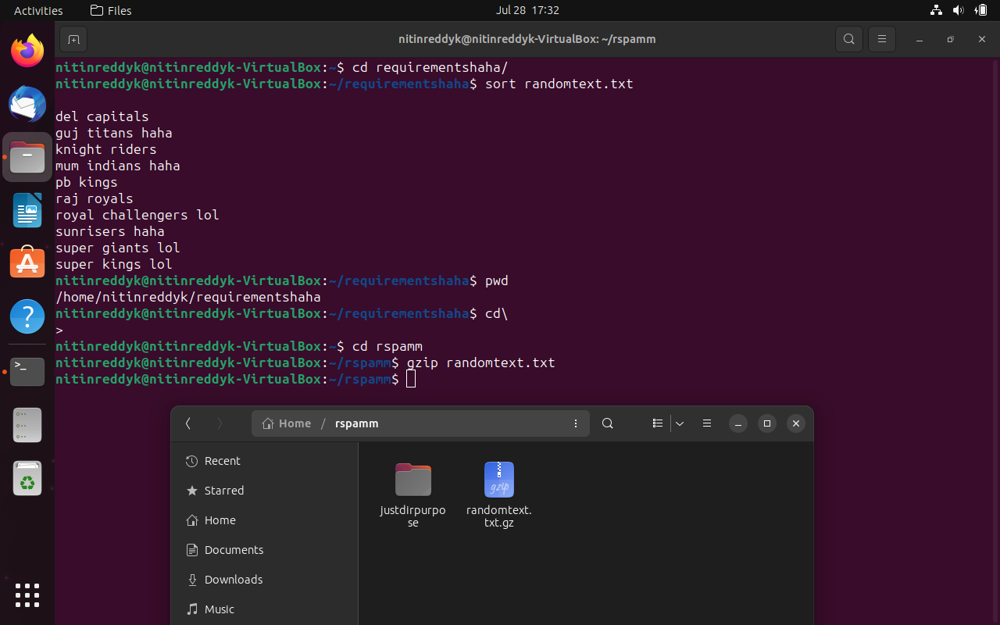 Activities Files Jul 28 17:32
nitinreddyk@nitinreddyk-VirtualBox: ~/rspamm
nitinreddyk@nitinreddyk-VirtualBox:~$ cd requirementshaha/
nitinreddyk@nitinreddyk-VirtualBox:~/requirementshaha$ sort randomtext.txt
del capitals
guj titans haha
knight riders
mum indians haha
pb kings
raj royals
royal challengers lol
sunrisers haha
super giants lol
super kings lol
nitinreddyk@nitinreddyk-VirtualBox:~/requirementshaha$ pwd
/home/nitinreddyk/requirementshaha
nitinreddyk@nitinreddyk-VirtualBox:~/requirementshaha$ cd\
>
nitinreddyk@nitinreddyk-VirtualBox:~$ cd rspamm
nitinreddyk@nitinreddyk-VirtualBox:~/rspamm$ gzip randomtext.txt
nitinreddyk@nitinreddyk-VirtualBox:~/rspamm$
Home / rspamm
Recent
Starred
Home
Documents
Downloads
Music
gzip
justdirpurpo
se
randomtext.
txt.gz